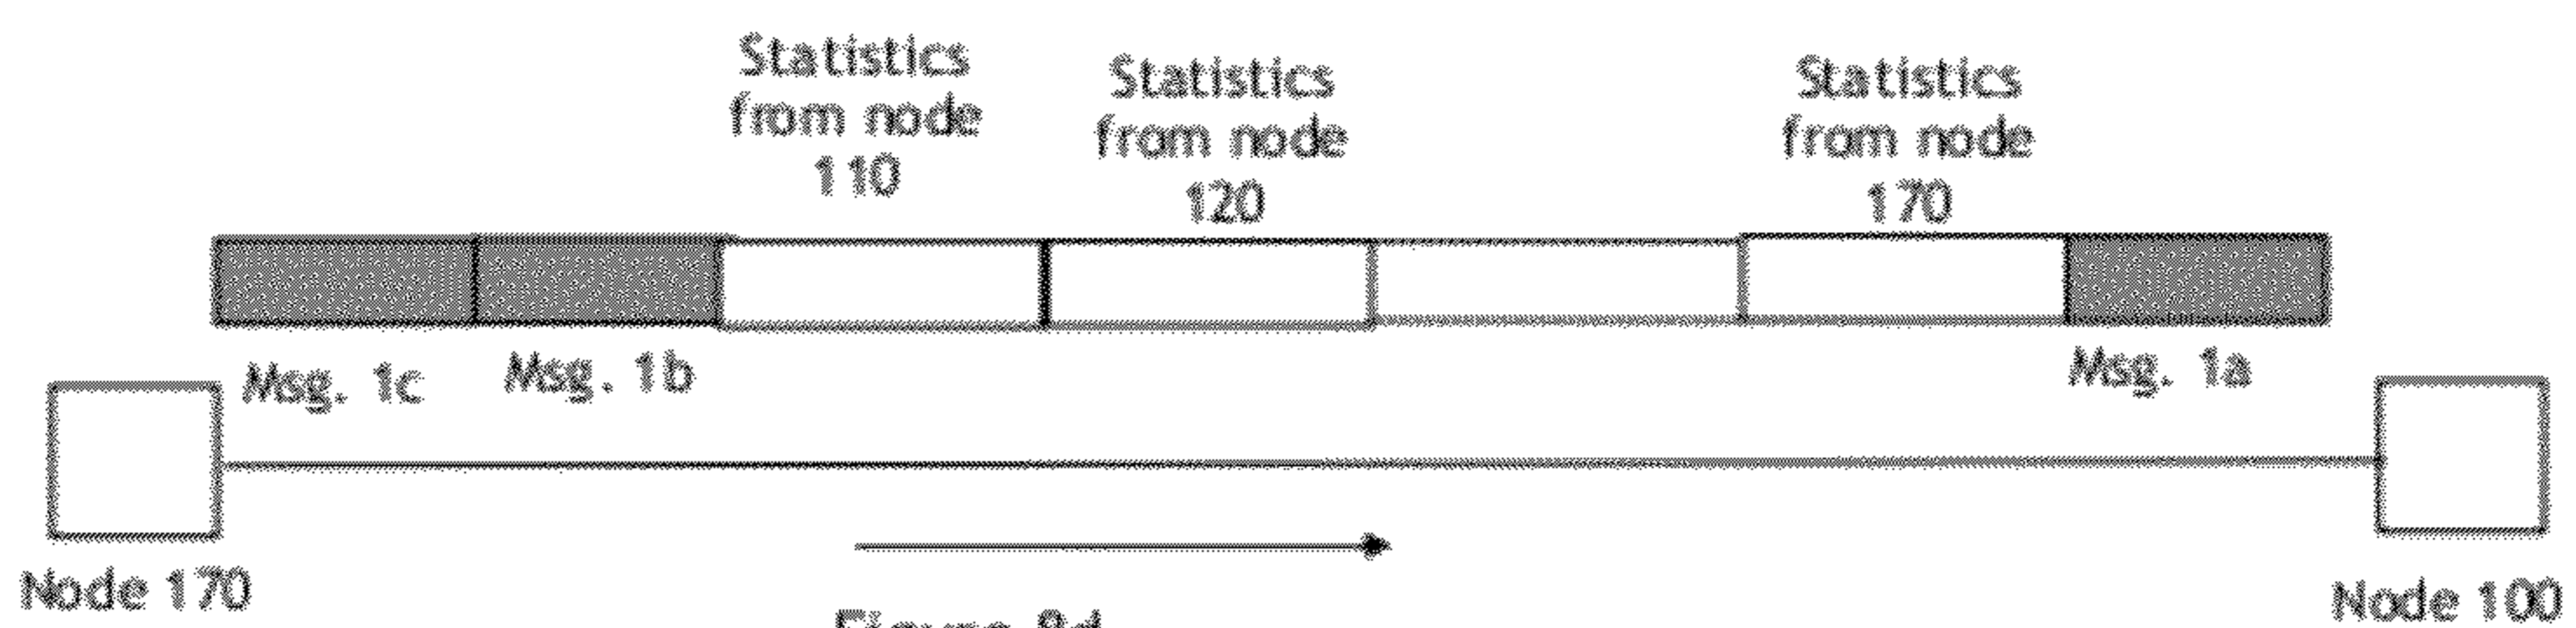 Statistics
from node
110
Statistics
from node
120
Statistics
from node
170
Msg. 1c
Msg. 1b
Msg. 1a
Node 170
Node 100